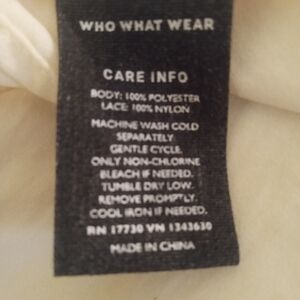 WHO WHAT WEAR
CARE INFO
BODY: 100% POLYESTER
LACE: 100% NYLON
MACHINE WASH COLD
SEPARATELY
GENTLE CYCLE.
ONLY NON-CHLORINE
BLEACH IF NEEDED.
TUMBLE DRY LOW.
REMOVE PROMPTLY.
COOL IRON IF NEEDED.
RN 17730 VN 1343630
MADE IN CHINA